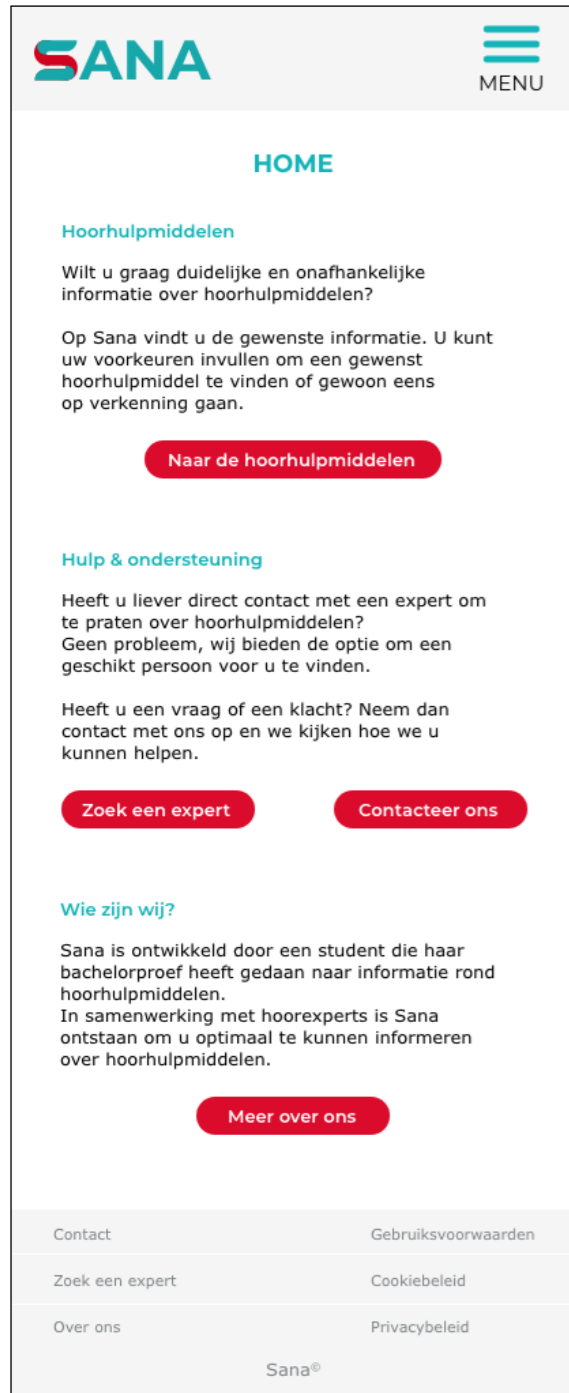 SANA
MENU
HOME
Hoorhulpmiddelen
Wilt u graag duidelijke en onafhankelijke
informatie over hoorhulpmiddelen?
Op Sana vindt u de gewenste informatie. U kunt
uw voorkeuren invullen om een gewenst
hoorhulpmiddel te vinden of gewoon eens
op verkenning gaan.
Naar de hoorhulpmiddelen
Hulp & ondersteuning
Heeft u liever direct contact met een expert om
te praten over hoorhulpmiddelen?
Geen probleem, wij bieden de optie om een
geschikt persoon voor u te vinden.
Heeft u een vraag of een klacht? Neem dan
contact met ons op en we kijken hoe we u
kunnen helpen.
Zoek een expert
Contacteer ons
Wie zijn wij?
Sana is ontwikkeld door een student die haar
bachelorproef heeft gedaan naar informatie rond
hoorhulpmiddelen.
In samenwerking met hoorexperts is Sana
ontstaan om u optimaal te kunnen informeren
over hoorhulpmiddelen.
Meer over ons
Contact
Gebruiksvoorwaarden
Zoek een expert
Cookiebeleid
Over ons
Privacybeleid
Sana©